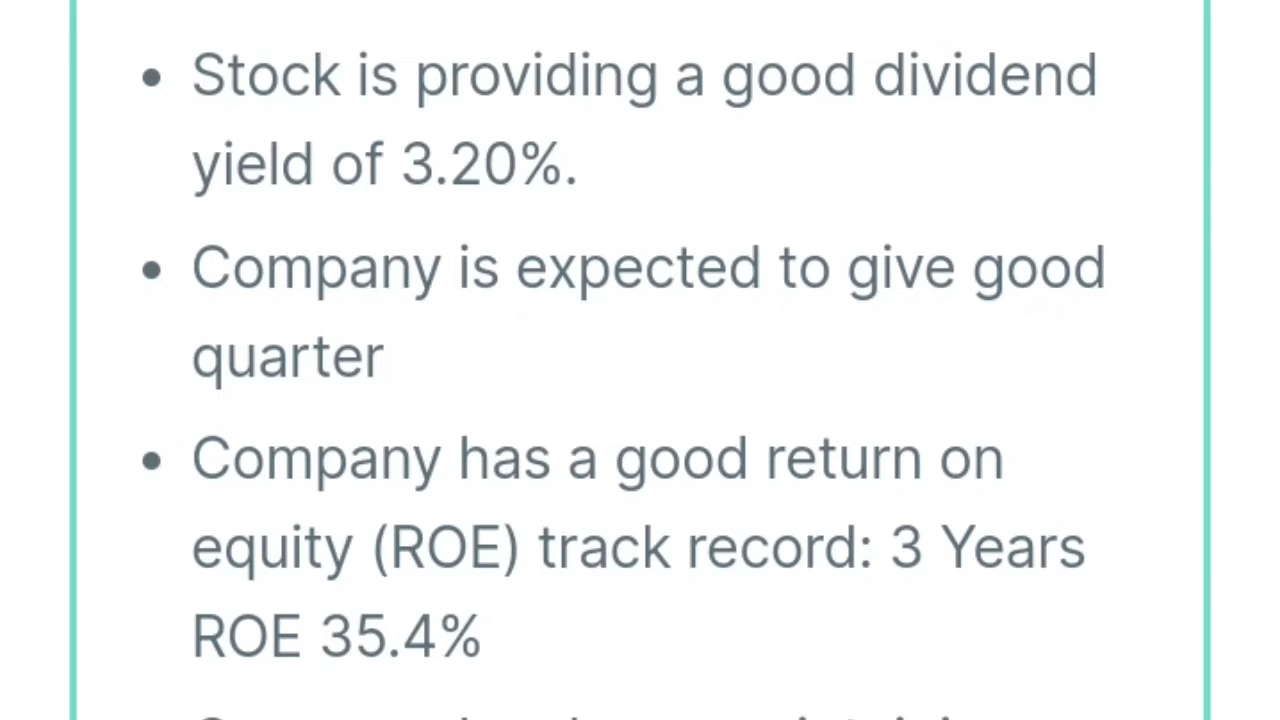 • Stock is providing a good dividend
yield of 3.20%.
• Company is expected to give good
quarter
• Company has a good return on
equity (ROE) track record: 3 Years
ROE 35.4%